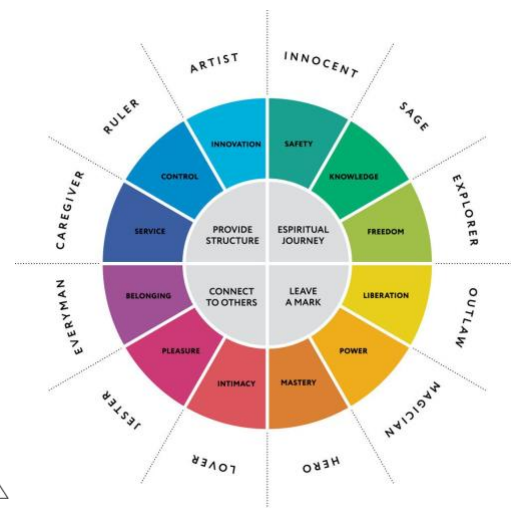 ARTIST
INNOCENT
RULER
SAGE
CAREGIVER
EXPLORER
EVERYMAN
OUTLAW
JESTER
MAGICIAN
LOVER
HERO
INNOVATION
SAFETY
CONTROL
KNOWLEDGE
SERVICE
FREEDOM
BELONGING
LIBERATION
PLEASURE
POWER
INTIMACY
MASTERY
PROVIDE
STRUCTURE
ESPIRITUAL
JOURNEY
CONNECT
TO OTHERS
LEAVE
A MARK